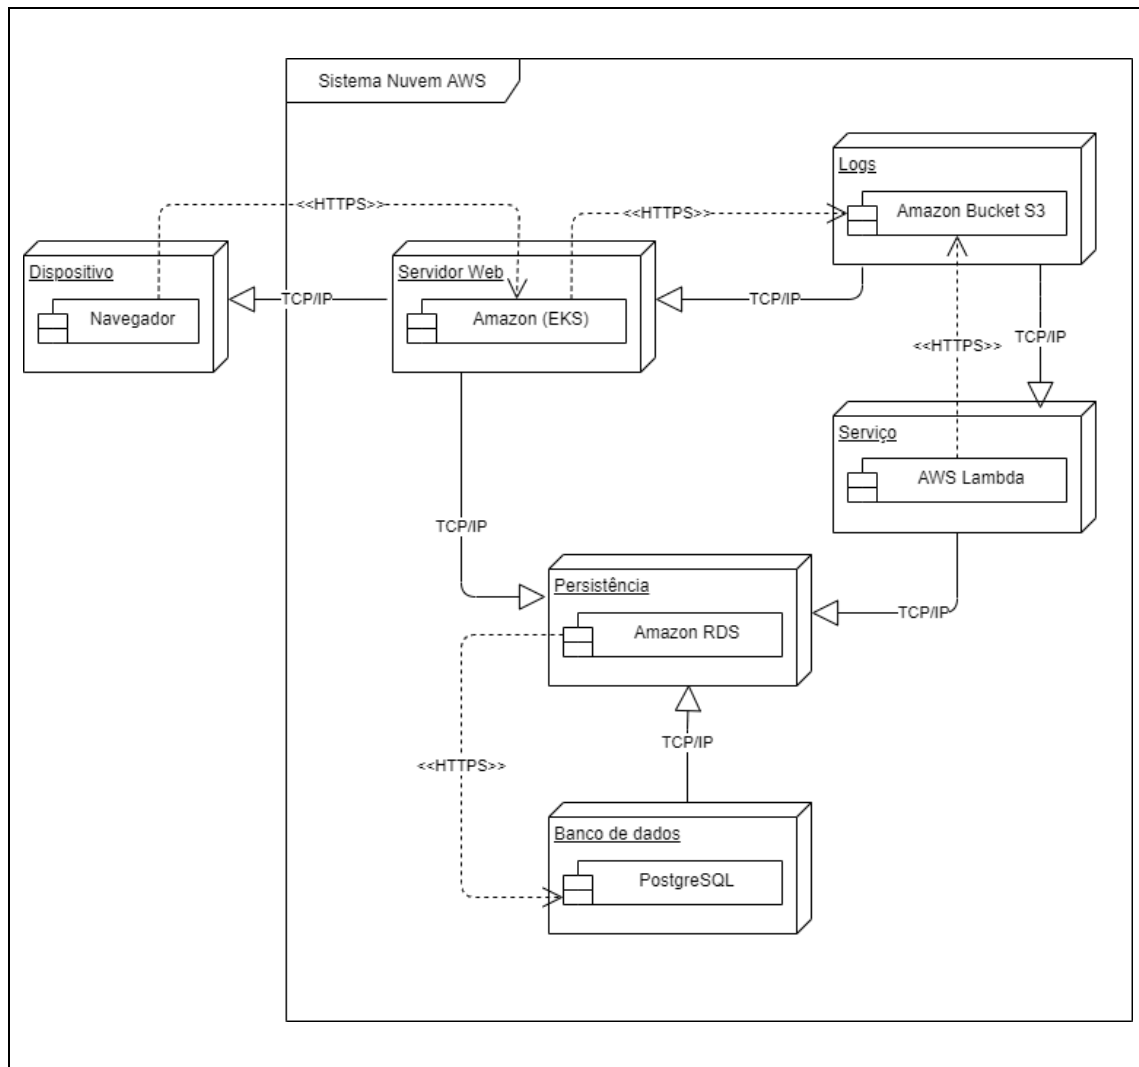 Sistema Nuvem AWS
Logs
Amazon Bucket S3
<<HTTPS>>
<<HTTPS>>
Dispositivo
Navegador
TCP/IP
Servidor Web
Amazon (EKS)
TCP/IP
<<HTTPS>>
TCP/IP
Serviço
AWS Lambda
TCP/IP
Persistência
Amazon RDS
TCP/IP
TCP/IP
<<HTTPS>>
Banco de dados
PostgreSQL